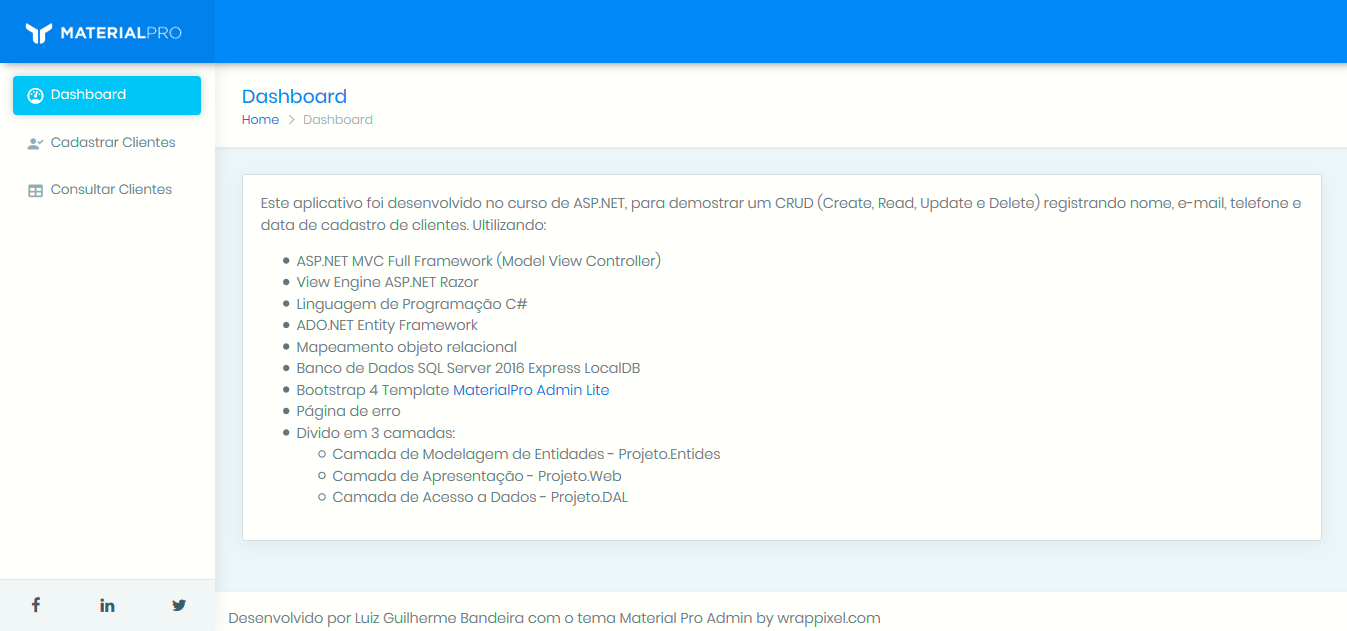 MATERIALPRO
Dashboard
Cadastrar Clientes
Consultar Clientes
Dashboard
Home > Dashboard
Este aplicativo foi desenvolvido no curso de ASP.NET, para demostrar um CRUD (Create, Read, Update e Delete) registrando nome, e-mail, telefone e
data de cadastro de clientes. Ultilizando:
ASP.NET MVC Full Framework (Model View Controller)
View Engine ASP.NET Razor
Linguagem de Programação C#
ADO.NET Entity Framework
Mapeamento objeto relacional
Banco de Dados SQL Server 2016 Express LocalDB
Bootstrap 4 Template MaterialPro Admin Lite
Página de erro
Divido em 3 camadas:
Camada de Modelagem de Entidades - Projeto.Entides
Camada de Apresentação - Projeto.Web
Camada de Acesso a Dados - Projeto.DAL
Desenvolvido por Luiz Guilherme Bandeira com o tema Material Pro Admin by wrappixel.com